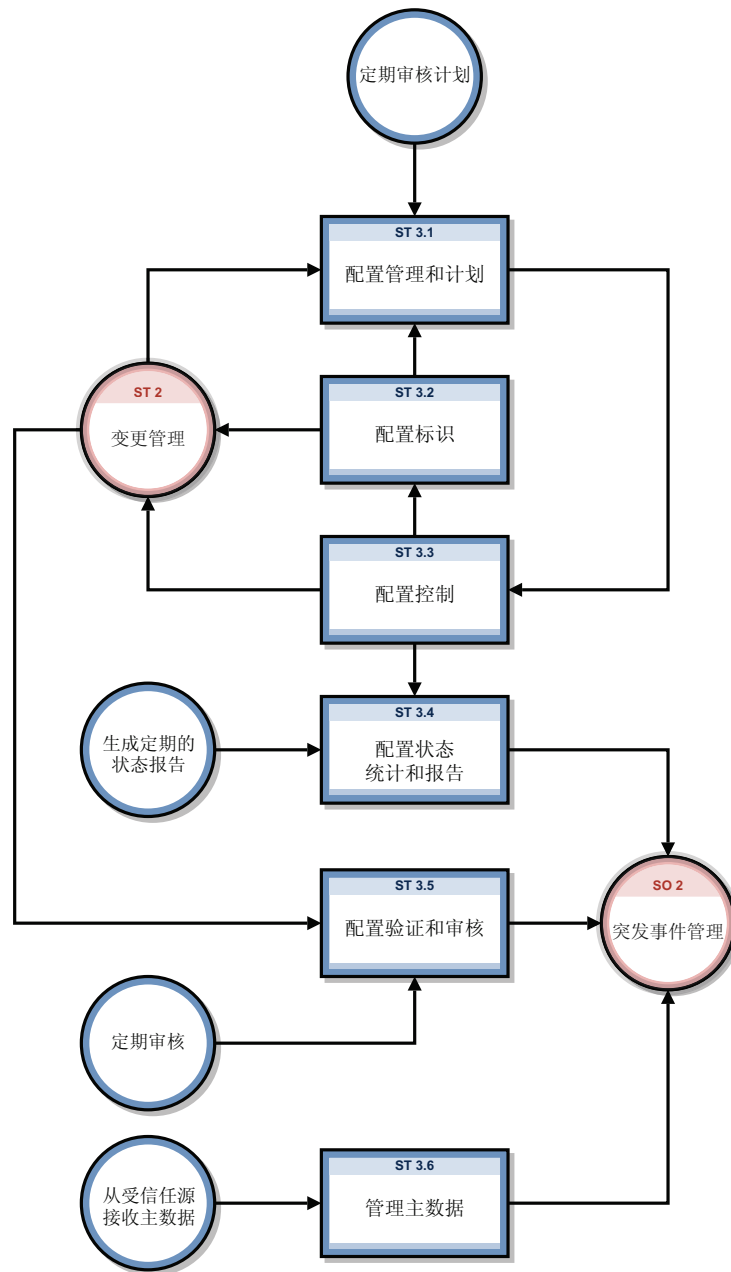 定期审核计划
ST 3.1
配置管理和计划
ST 2
变更管理
ST 3.2
配置标识
ST 3.3
配置控制
生成定期的
状态报告
ST 3.4
配置状态
统计和报告
ST 3.5
配置验证和审核
SO 2
突发事件管理
定期审核
从受信任源
接收主数据
ST 3.6
管理主数据